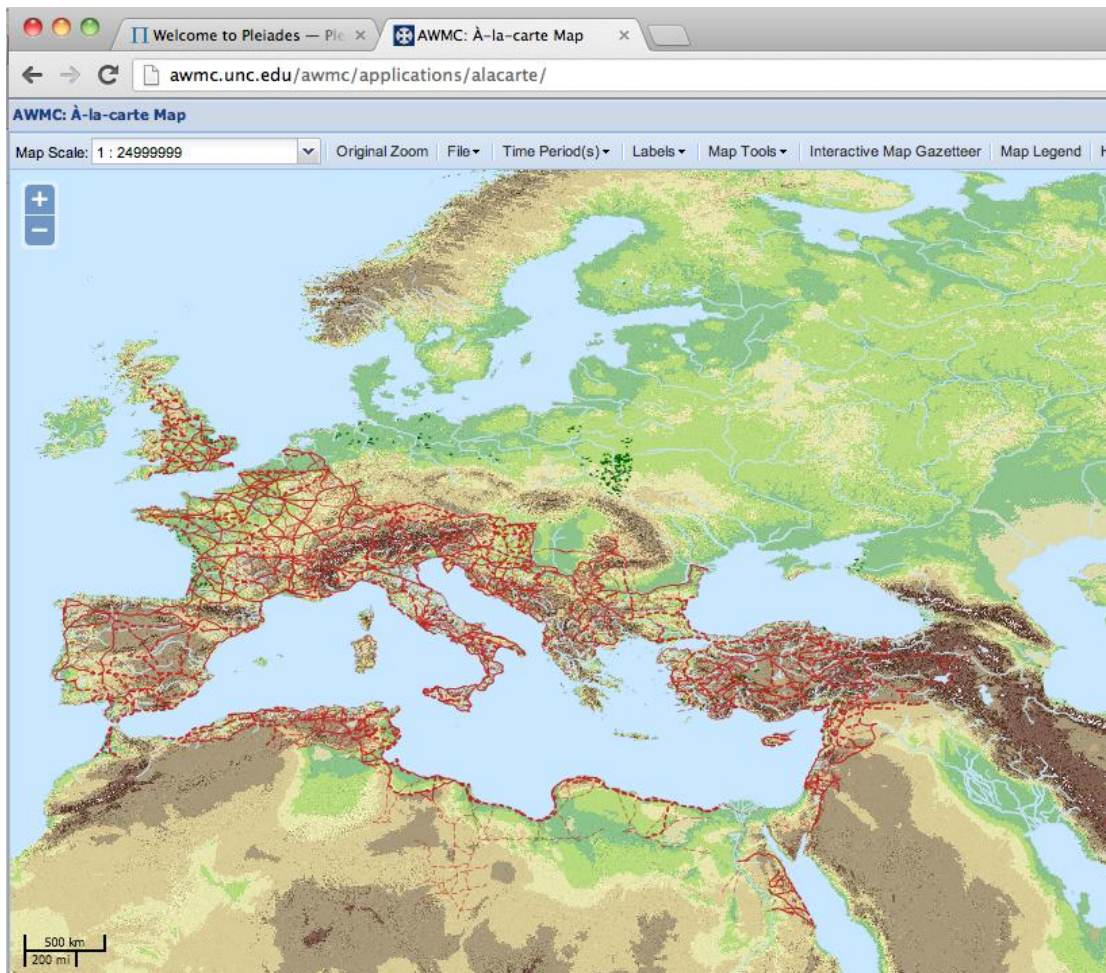 Welcome to Pleiades — Ple
AWMC: À-la-carte Map
awmc.unc.edu/awmc/applications/alacarte/
AWMC: À-la-carte Map
Map Scale: 1 : 24999999 Original Zoom File Time Period(s) Labels Map Tools Interactive Map Gazetteer Map Legend H
+
−
500 km
200 mi